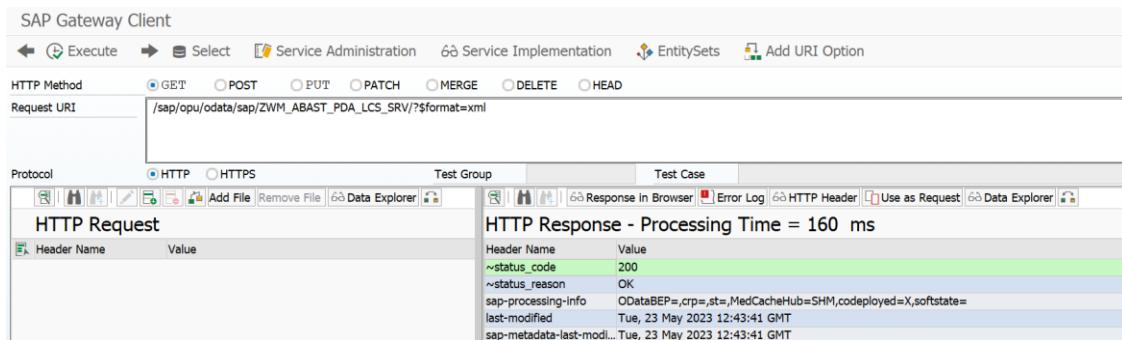 SAP Gateway Client
Execute Select Service Administration Service Implementation EntitySets Add URI Option
HTTP Method GET POST PUT PATCH MERGE DELETE HEAD
Request URI /sap/opu/odata/sap/ZWM_ABAST_PDA_LCS_SRV/?$format=xml
Protocol HTTP HTTPS Test Group Test Case
Add File Remove File Data Explorer
HTTP Request
Header Name Value
Response in Browser Error Log HTTP Header Use as Request Data Explorer
HTTP Response - Processing Time = 160 ms
Header Name Value
~status_code 200
~status_reason OK
sap-processing-info ODataBEP=,crp=,st=,MedCacheHub=SHM,codeployed=X,softstate=
last-modified Tue, 23 May 2023 12:43:41 GMT
sap-metadata-last-modi... Tue, 23 May 2023 12:43:41 GMT